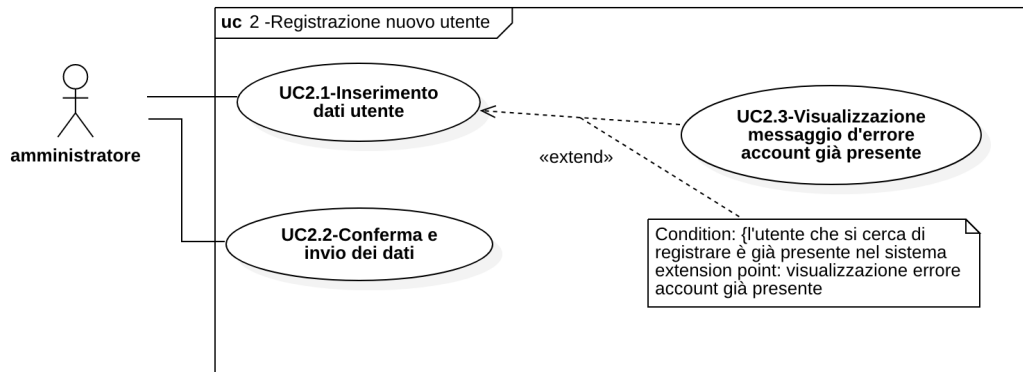 uc 2 -Registrazione nuovo utente
UC2.1-Inserimento
dati utente
UC2.3-Visualizzazione
messaggio d'errore
account già presente
«extend»
amministratore
UC2.2-Conferma e
invio dei dati
Condition: {l'utente che si cerca di
registrare è già presente nel sistema
extension point: visualizzazione errore
account già presente